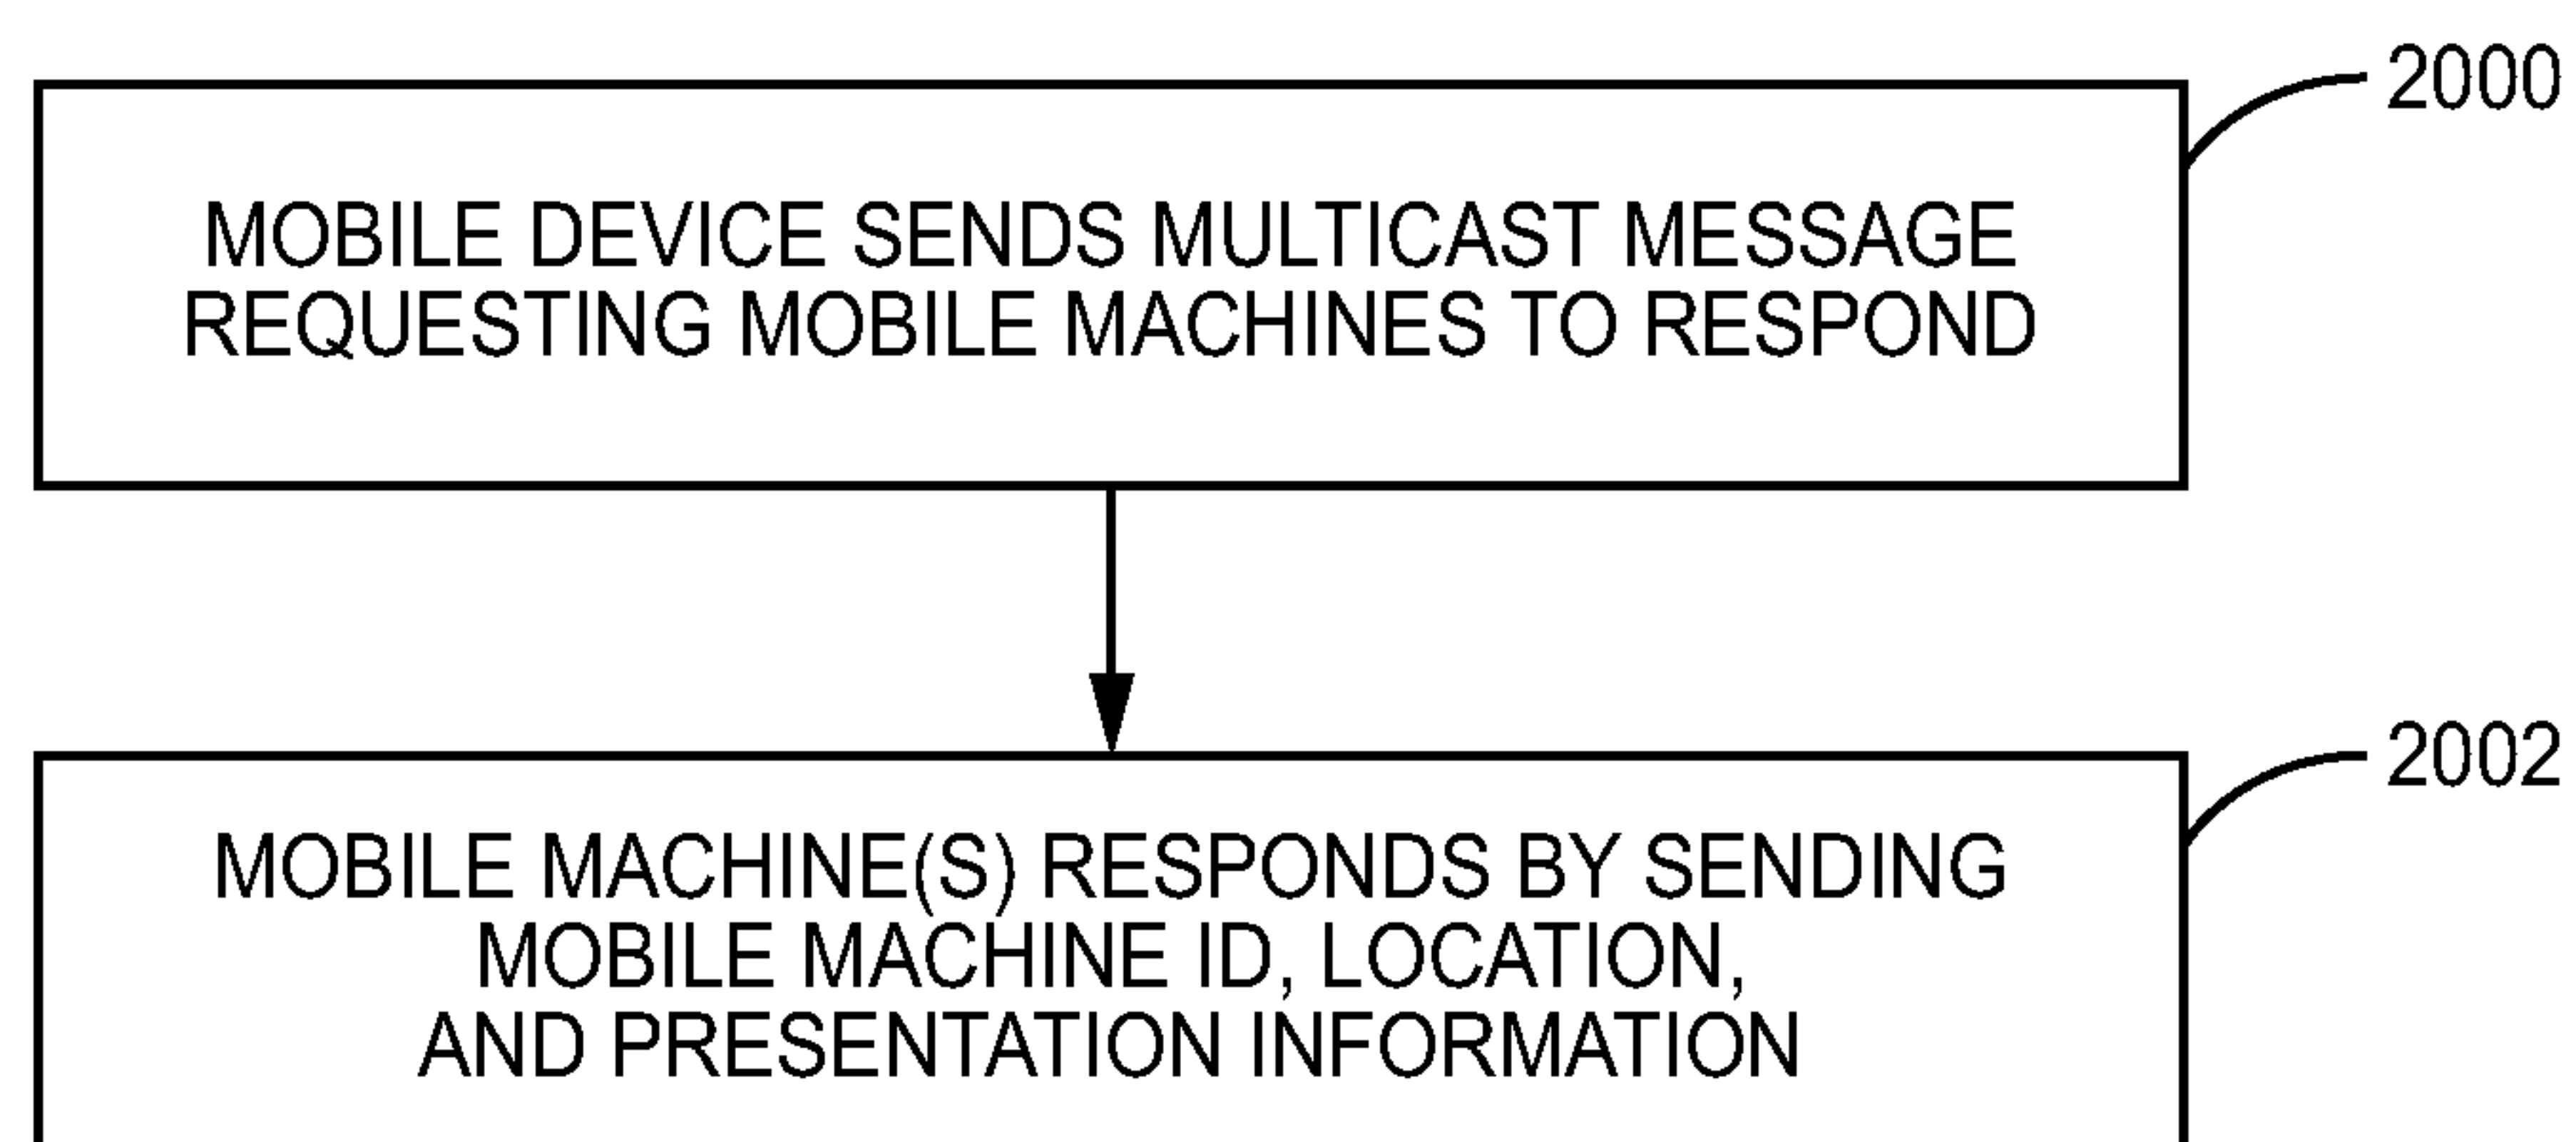 2000
MOBILE DEVICE SENDS MULTICAST MESSAGE
REQUESTING MOBILE MACHINES TO RESPOND
2002
MOBILE MACHINE(S) RESPONDS BY SENDING
MOBILE MACHINE ID, LOCATION,
AND PRESENTATION INFORMATION